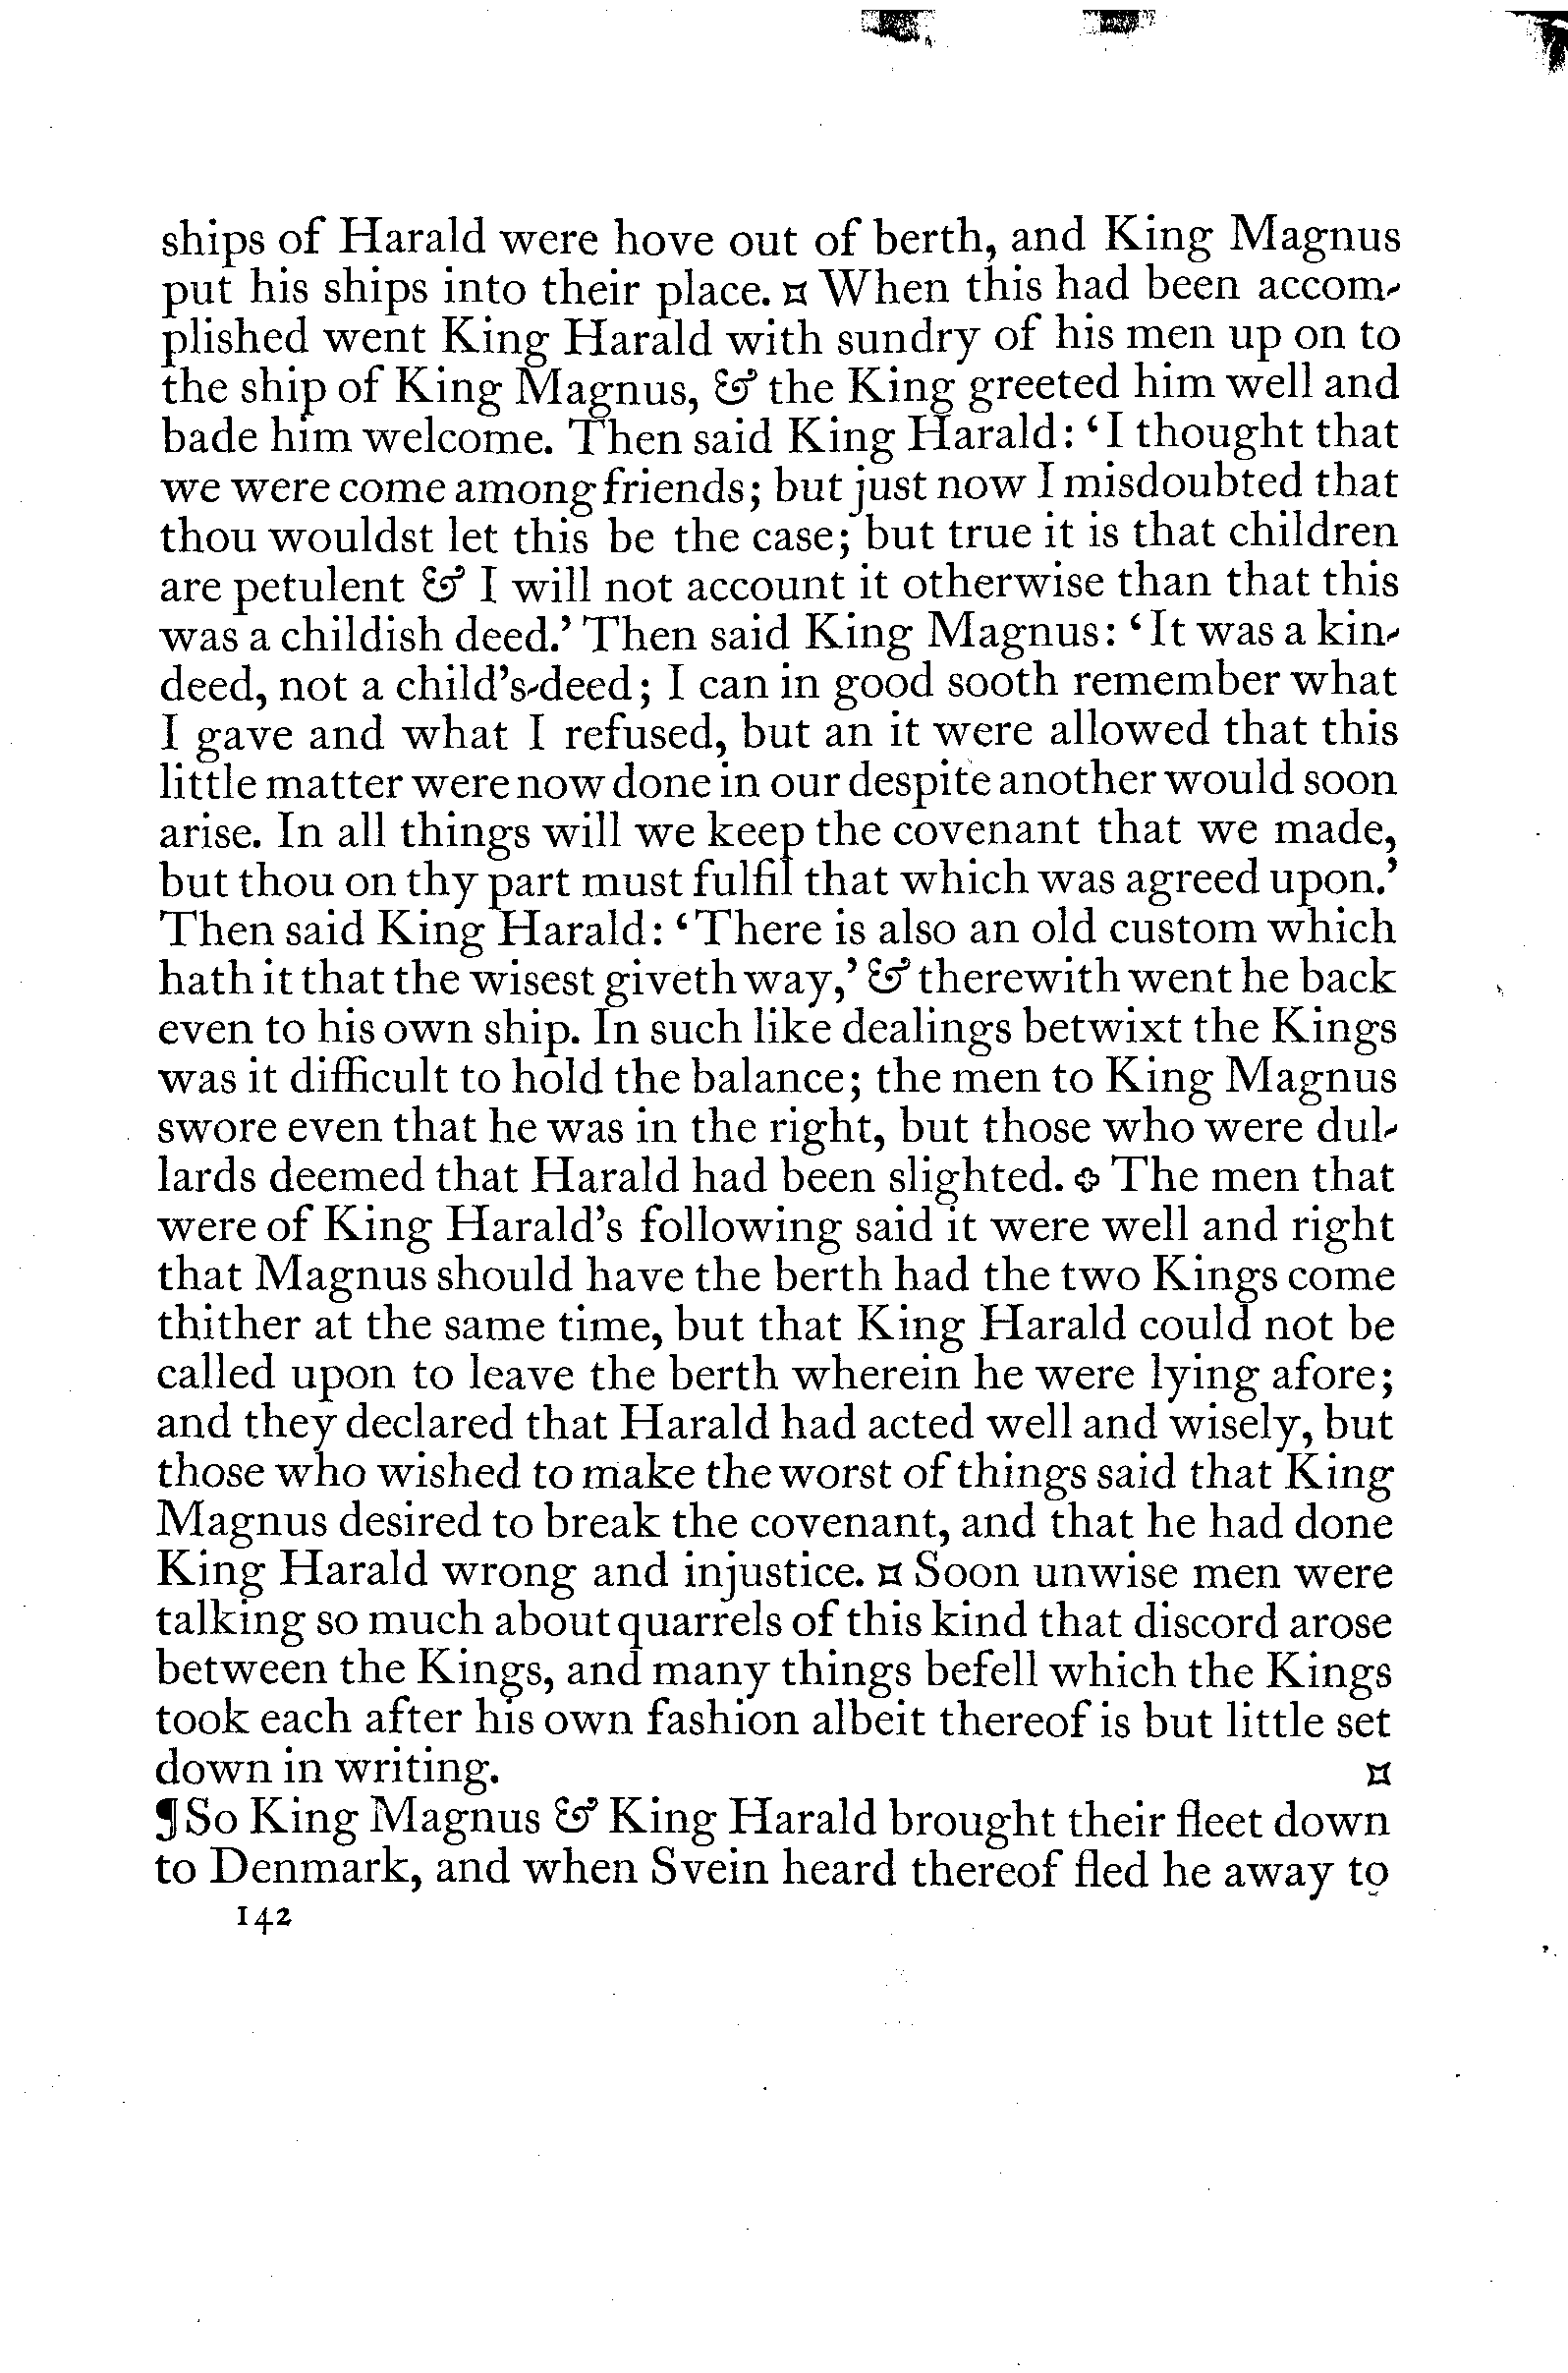 ships of Harald were hove out of berth, and King Magnus
put his ships into their place. ¤ When this had been accom-
plished went King Harald with sundry of his men up on to
the ship of King Magnus, & the King greeted him well and
bade him welcome. Then said King Harald: ‘I thought that
we were come among friends; but just now I misdoubted that
thou wouldst let this be the case; but true it is that children
are petulent & I will not account it otherwise than that this
was a childish deed.’ Then said King Magnus: ‘It was a kin-
deed, not a child’s-deed; I can in good sooth remember what
I gave and what I refused, but an it were allowed that this
little matter were now done in our despite another would soon
arise. In all things will we keep the covenant that we made,
but thou on thy part must fulfil that which was agreed upon.’
Then said King Harald: ‘There is also an old custom which
hath it that the wisest giveth way,’ & therewith went he back
even to his own ship. In such like dealings betwixt the Kings
was it difficult to hold the balance; the men to King Magnus
swore even that he was in the right, but those who were dul-
lards deemed that Harald had been slighted. ✣ The men that
were of King Harald’s following said it were well and right
that Magnus should have the berth had the two Kings come
thither at the same time, but that King Harald could not be
called upon to leave the berth wherein he were lying afore;
and they declared that Harald had acted well and wisely, but
those who wished to make the worst of things said that King
Magnus desired to break the covenant, and that he had done
King Harald wrong and injustice. ¤ Soon unwise men were
talking so much about quarrels of this kind that discord arose
between the Kings, and many things befell which the Kings
took each after his own fashion albeit thereof is but little set
down in writing. ¤
¶ So King Magnus & King Harald brought their fleet down
to Denmark, and when Svein heard thereof fled he away to
142